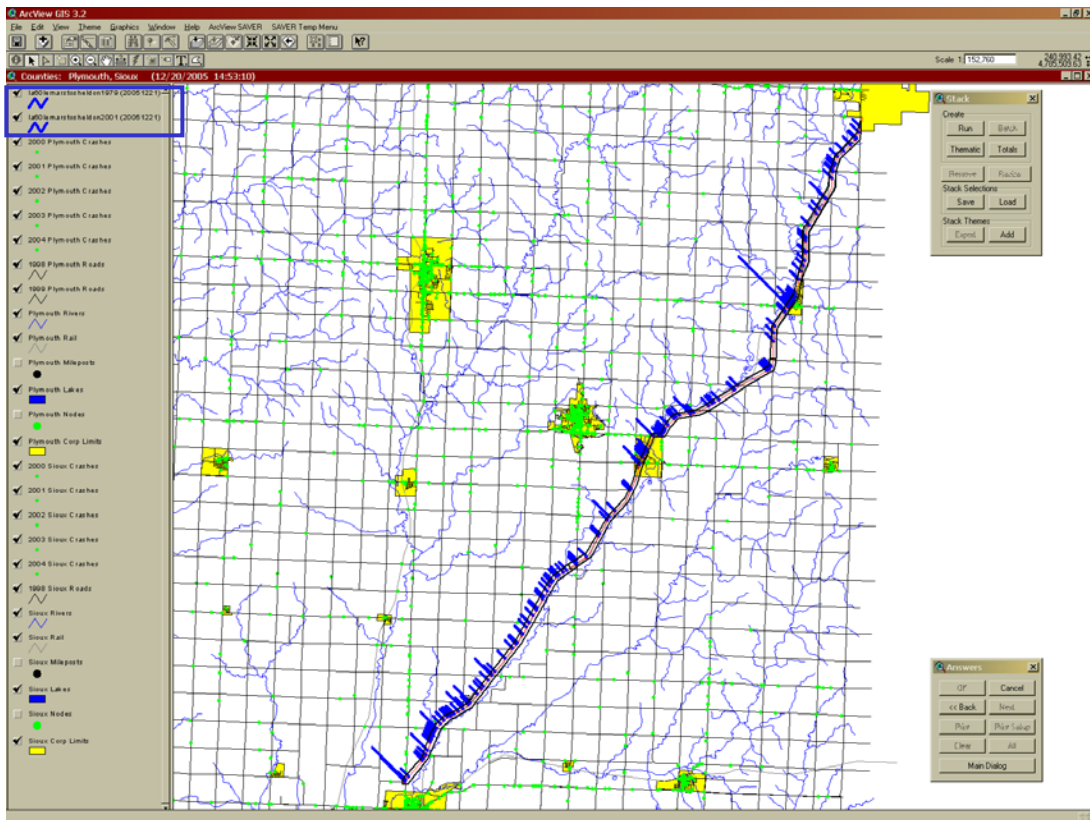 ArcView GIS 3.2
File Edit View Theme Graphics Window Help ArcView SAVER SAVER Temp Menu
Scale 1: 152,760
Counties: Plymouth, Sioux (12/20/2005 14:53:10)
2000 Plymouth Crashes
2001 Plymouth Crashes
2002 Plymouth Crashes
2003 Plymouth Crashes
2004 Plymouth Crashes
1998 Plymouth Roads
1999 Plymouth Roads
Plymouth Rivers
Plymouth Rail
Plymouth Mileposts
Plymouth Lakes
Plymouth Nodes
Plymouth Corp Limits
2000 Sioux Crashes
2001 Sioux Crashes
2002 Sioux Crashes
2003 Sioux Crashes
2004 Sioux Crashes
1998 Sioux Roads
Sioux Rivers
Sioux Rail
Sioux Mileposts
Sioux Lakes
Sioux Nodes
Sioux Corp Limits
Stack
Create
Run Batch
Thematic Totals
Remove
Stack Selections
Save Load
Stack Themes
Export Add
Answers
Cancel
<< Back Next
Print Print Setup
Clear All
Main Dialog